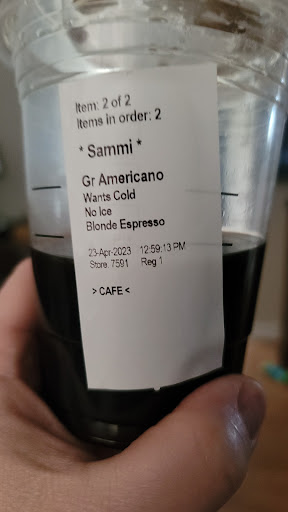 Item: 2 of 2
Items in order: 2
* Sammi *
Gr Americano
Wants Cold
No Ice
Blonde Espresso
23-Apr-2023 12:59:13 PM
Store: 7591 Reg 1
> CAFE <